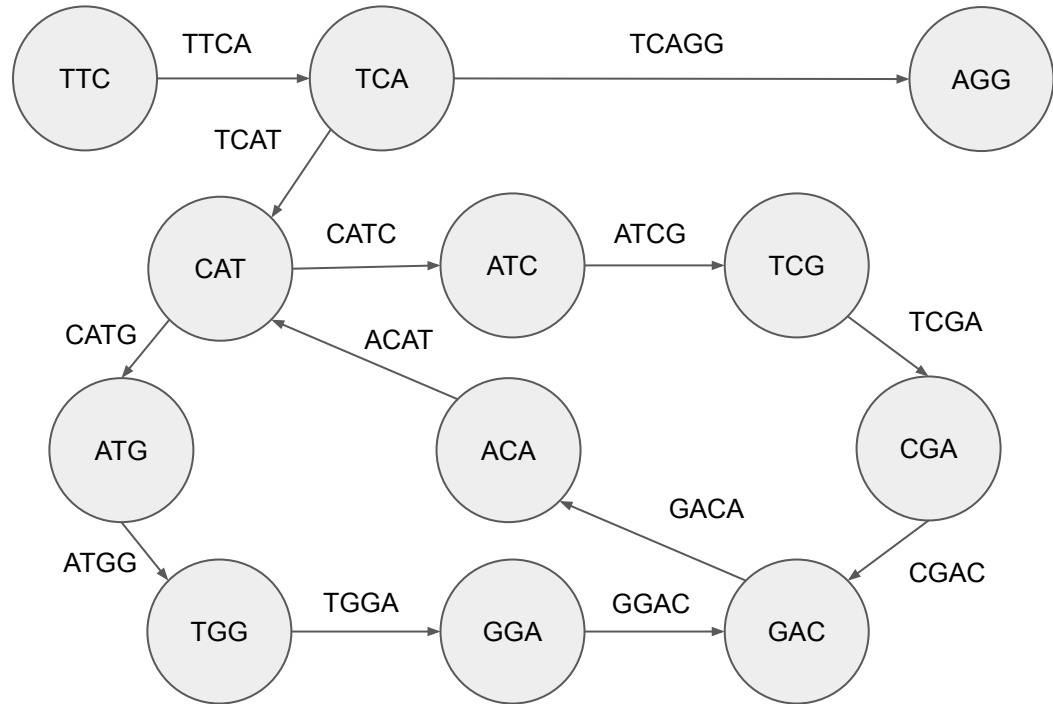 TTCA
TCAGG
TTC
TCA
AGG
TCAT
CATC
ATCG
CAT
ATC
TCG
CATG
ACAT
TCGA
ATG
ACA
CGA
GACA
ATGG
CGAC
TGGA
GGAC
TGG
GGA
GAC